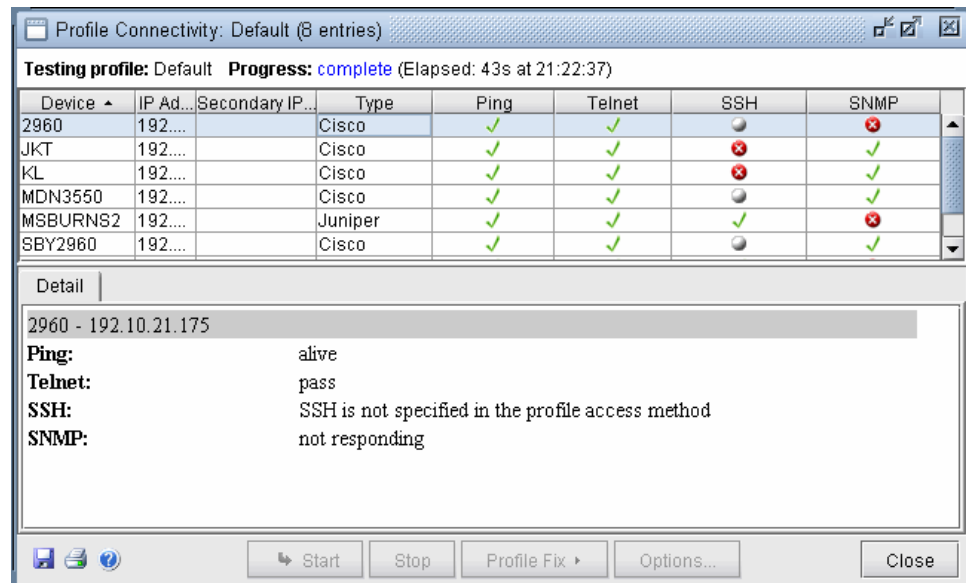 Profile Connectivity: Default (8 entries)
Testing profile: Default Progress: complete (Elapsed: 43s at 21:22:37)
Device IP Ad... Secondary IP... Type Ping Telnet SSH SNMP
2960 192.... Cisco
JKT 192.... Cisco
KL 192.... Cisco
MDN3550 192.... Cisco
MSBURNS2 192.... Juniper
SBY2960 192.... Cisco
Detail
2960 - 192.10.21.175
Ping: alive
Telnet: pass
SSH: SSH is not specified in the profile access method
SNMP: not responding
Start Stop Profile Fix Options... Close